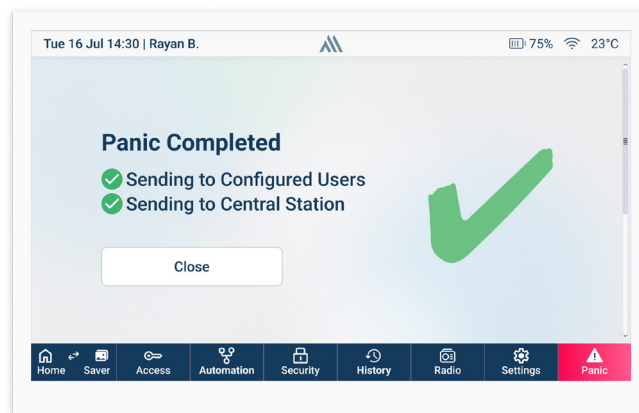 Tue 16 Jul 14:30 | Rayan B.
75% 23°C
Panic Completed
Sending to Configured Users
Sending to Central Station
Close
Home Saver Access Automation Security History Radio Settings Panic